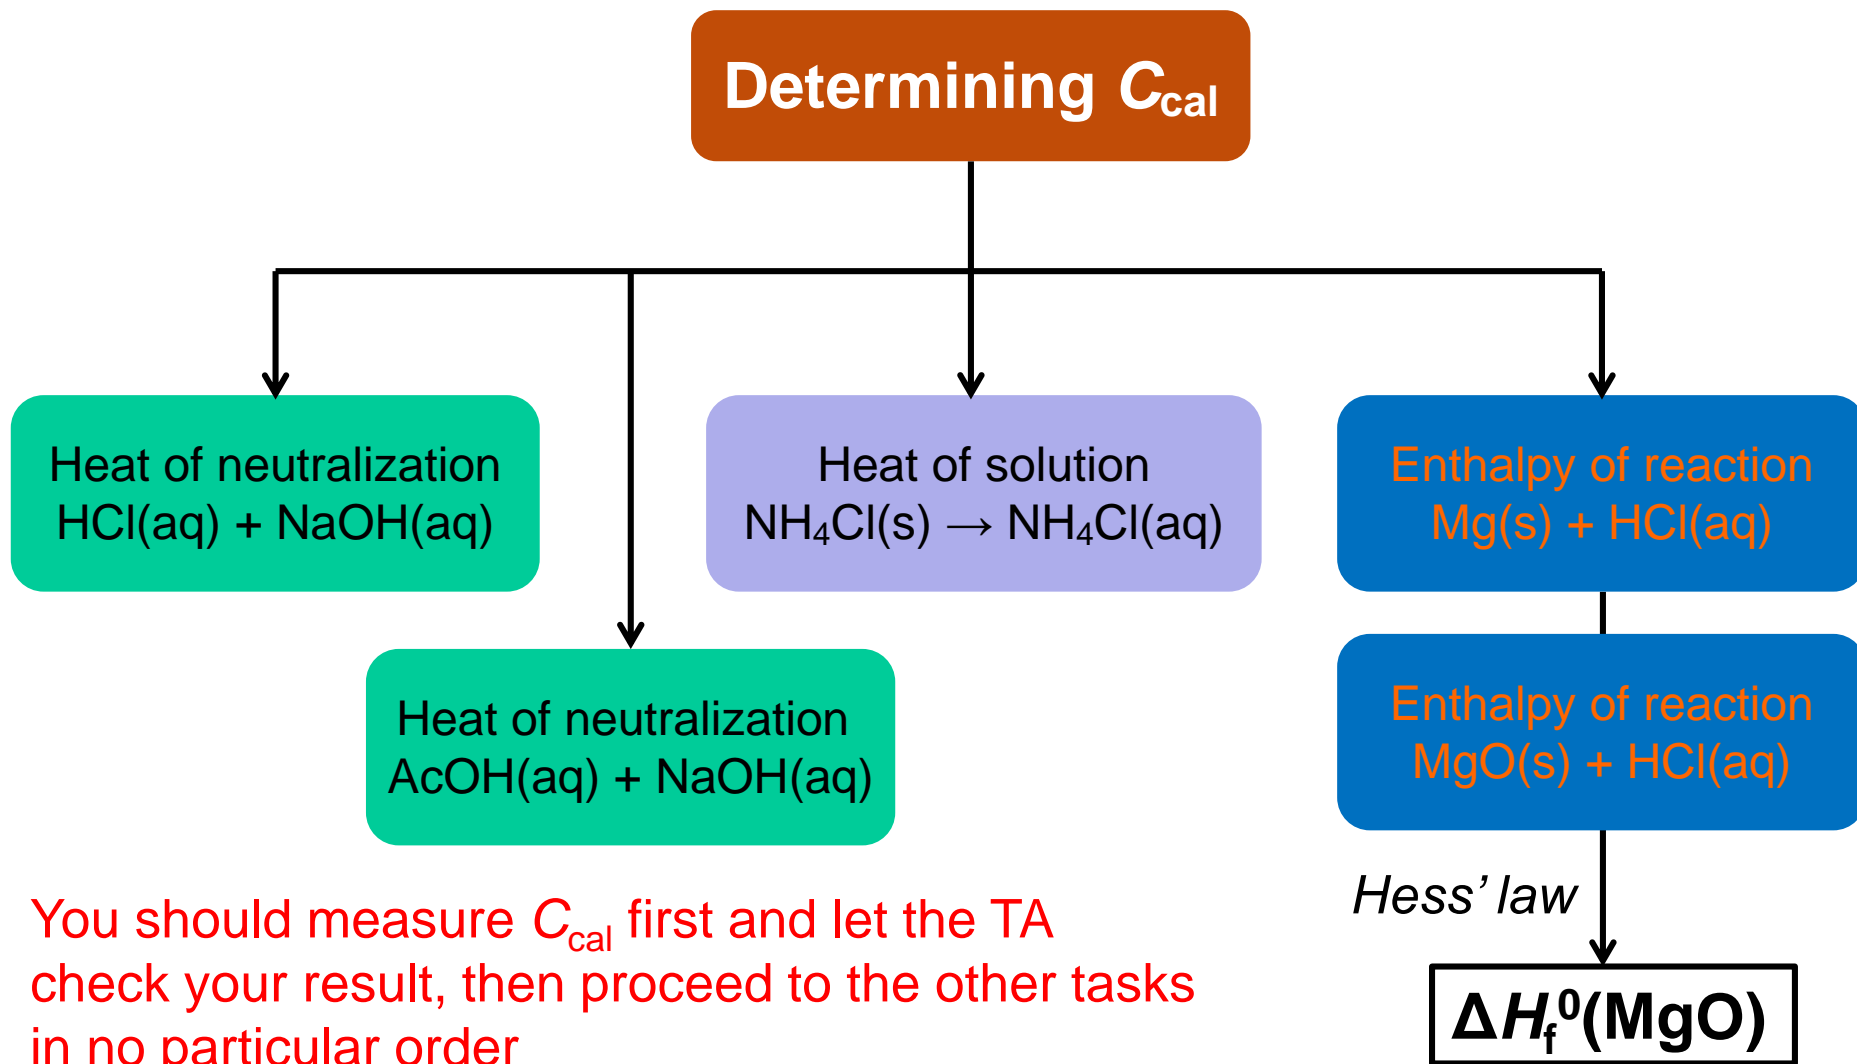 Determining C_cal
Heat of neutralization
HCl(aq) + NaOH(aq)
Heat of solution
NH₄Cl(s) → NH₄Cl(aq)
Enthalpy of reaction
Mg(s) + HCl(aq)
Heat of neutralization
AcOH(aq) + NaOH(aq)
Enthalpy of reaction
MgO(s) + HCl(aq)
Hess’ law
ΔH_f⁰(MgO)
You should measure C_cal first and let the TA
check your result, then proceed to the other tasks
in no particular order